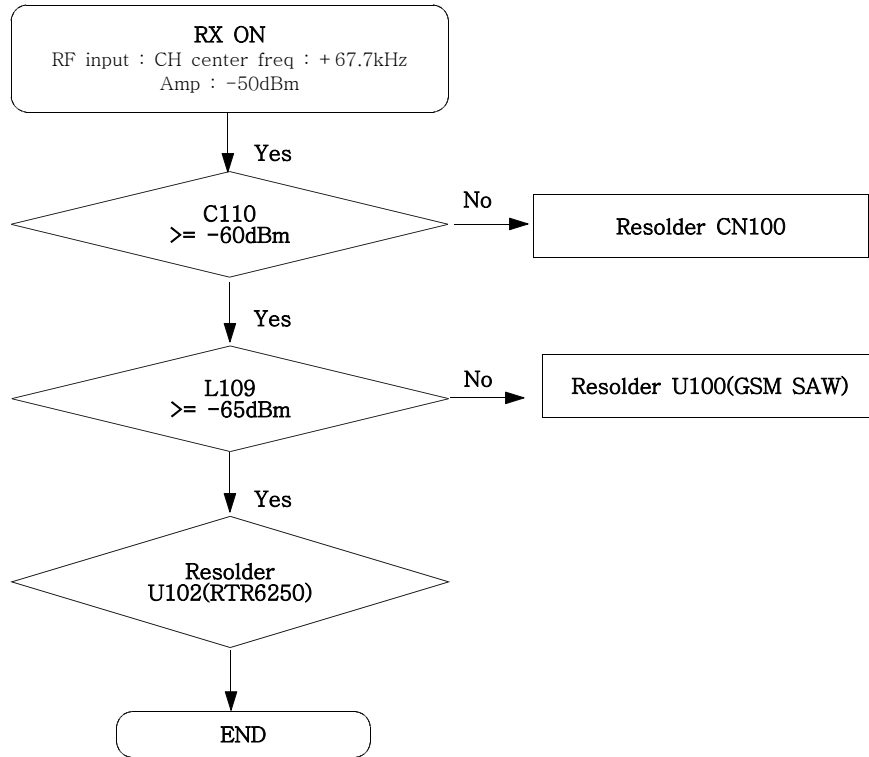 RX ON
RF input : CH center freq : +67.7kHz
Amp : -50dBm
Yes
C110
>= -60dBm
No
Resolder CN100
Yes
L109
>= -65dBm
No
Resolder U100(GSM SAW)
Yes
Resolder
U102(RTR6250)
END